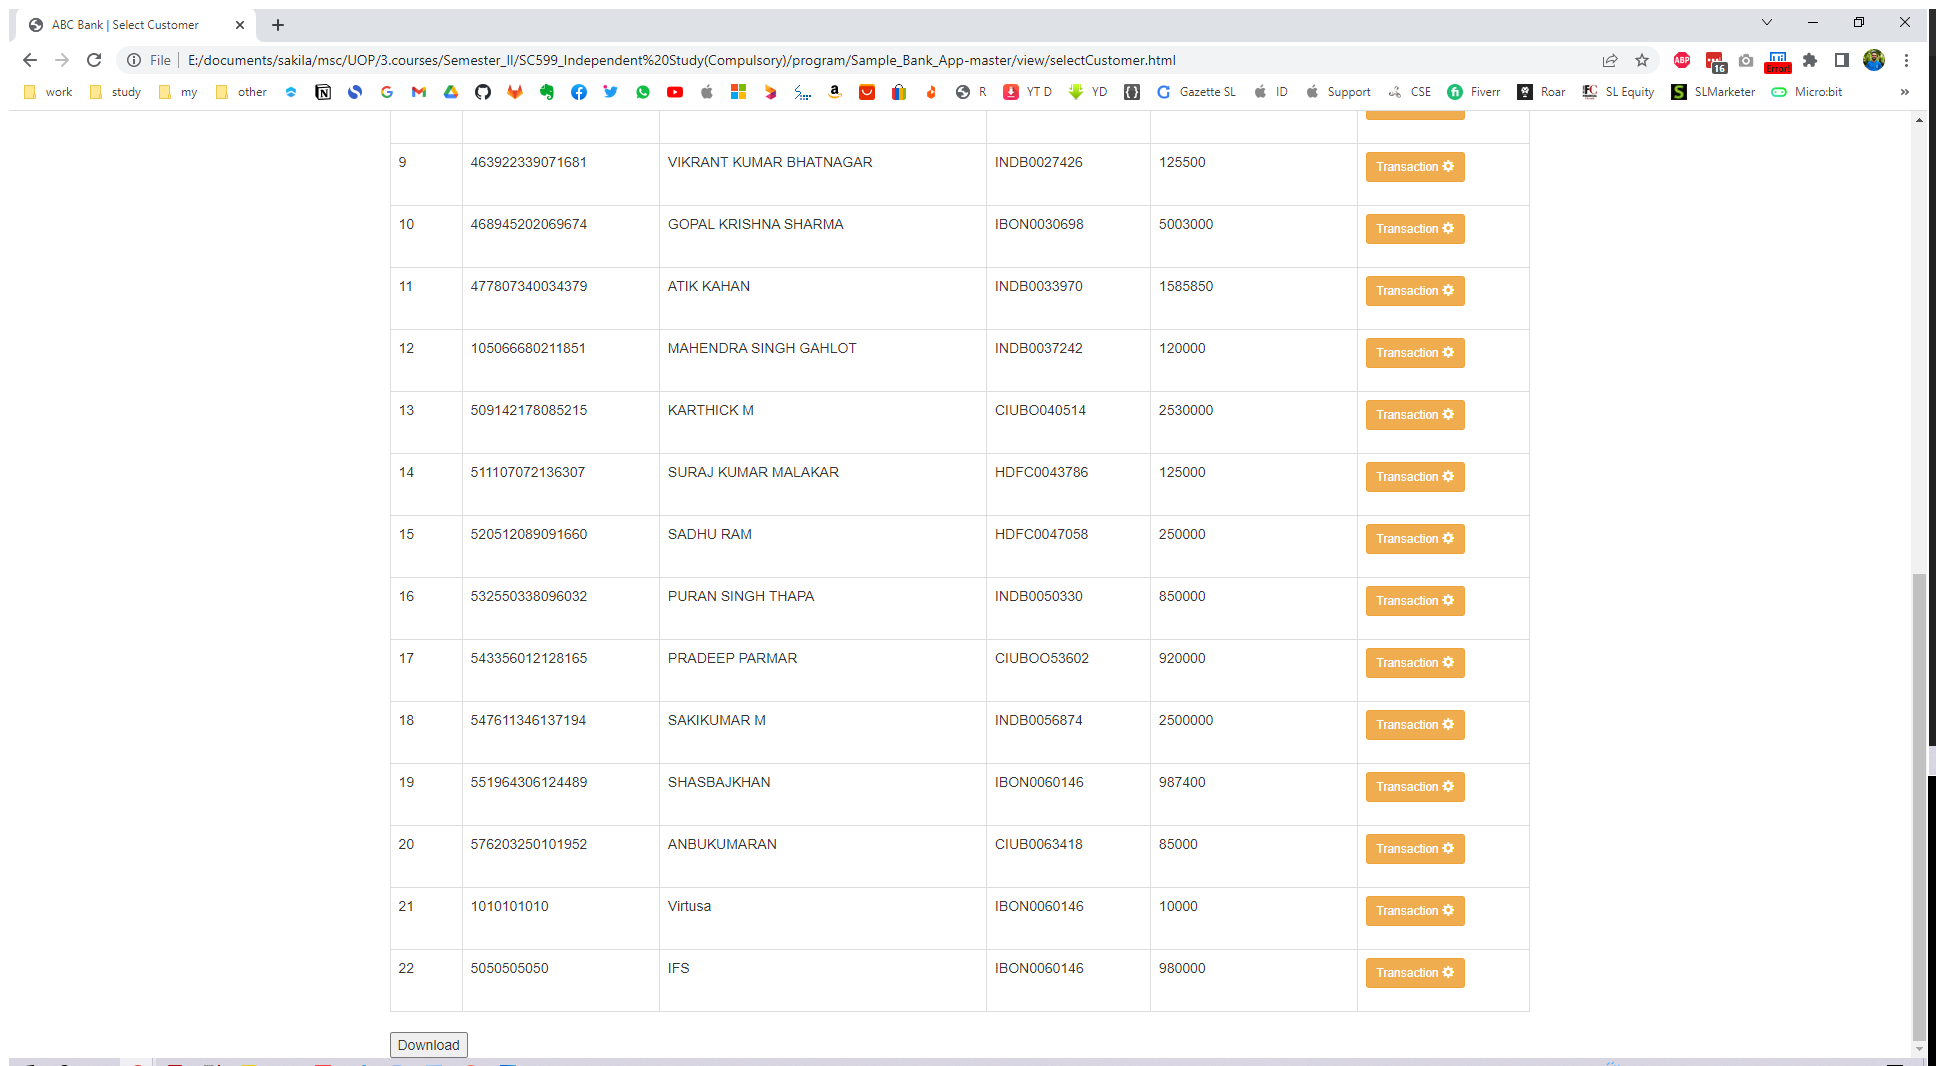 ABC Bank | Select Customer
File E:/documents/sakila/msc/UOP/3.courses/Semester_II/SC599_Independent%20Study(Compulsory)/program/Sample_Bank_App-master/view/selectCustomer.html ABP 16 Error!
work study my other R YT D YD Gazette SL ID Support CSE Fiverr Roar SL Equity SLMarketer Micro:bit »
9 463922339071681 VIKRANT KUMAR BHATNAGAR INDB0027426 125500 Transaction
10 468945202069674 GOPAL KRISHNA SHARMA IBON0030698 5003000 Transaction
11 477807340034379 ATIK KAHAN INDB0033970 1585850 Transaction
12 105066680211851 MAHENDRA SINGH GAHLOT INDB0037242 120000 Transaction
13 509142178085215 KARTHICK M CIUBO040514 2530000 Transaction
14 511107072136307 SURAJ KUMAR MALAKAR HDFC0043786 125000 Transaction
15 520512089091660 SADHU RAM HDFC0047058 250000 Transaction
16 532550338096032 PURAN SINGH THAPA INDB0050330 850000 Transaction
17 543356012128165 PRADEEP PARMAR CIUBOO53602 920000 Transaction
18 547611346137194 SAKIKUMAR M INDB0056874 2500000 Transaction
19 551964306124489 SHASBAJKHAN IBON0060146 987400 Transaction
20 576203250101952 ANBUKUMARAN CIUB0063418 85000 Transaction
21 1010101010 Virtusa IBON0060146 10000 Transaction
22 5050505050 IFS IBON0060146 980000 Transaction
Download